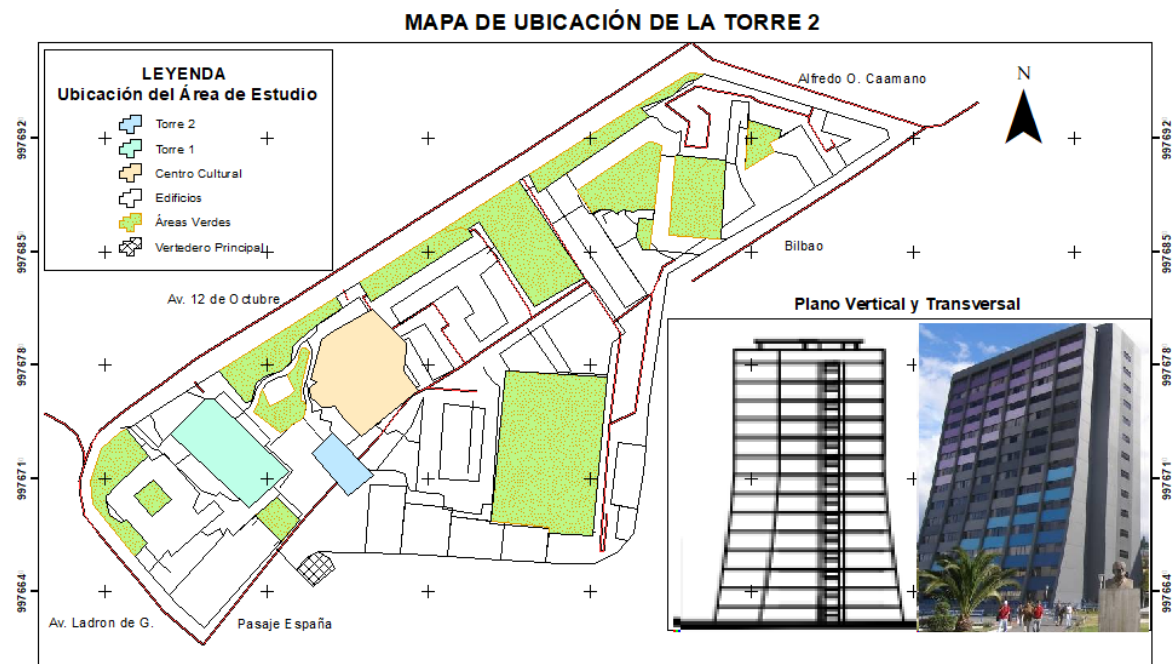 MAPA DE UBICACIÓN DE LA TORRE 2
LEYENDA
Ubicación del Área de Estudio
Torre 2
Torre 1
Centro Cultural
Edificios
Áreas Verdes
Vertedero Principal
Alfredo O. Caamano
N
Bilbao
Av. 12 de Octubre
Plano Vertical y Transversal
Av. Ladron de G.
Pasaje España
997692
997685
997678
997671
997664
997692
997685
997678
997671
997664